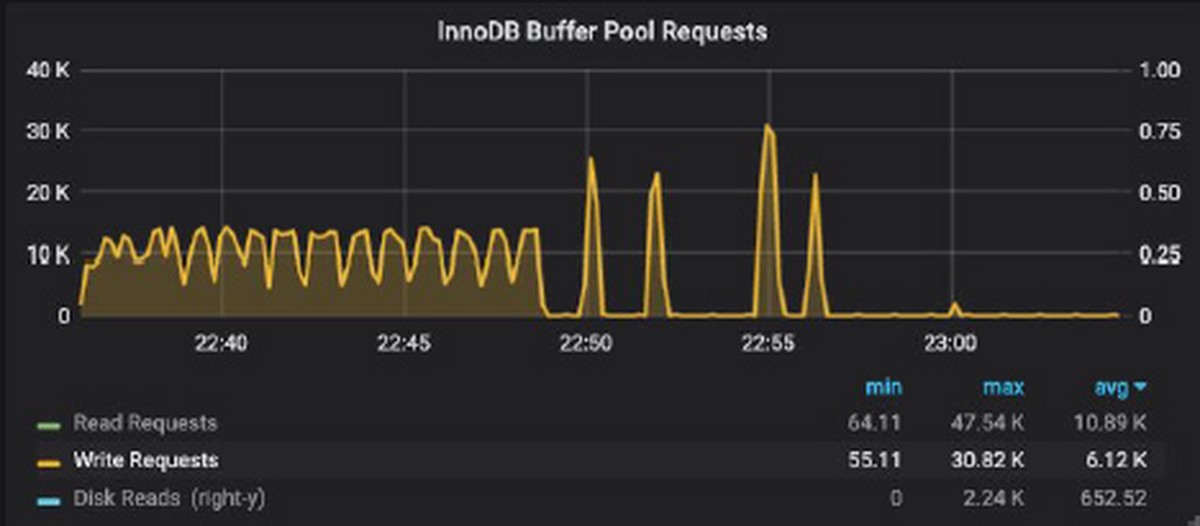 InnoDB Buffer Pool Requests
40 K 1.00
30 K 0.75
20 K 0.50
10 K 0.25
0 0
22:40 22:45 22:50 22:55 23:00
min max avg
Read Requests 64.11 47.54 K 10.89 K
Write Requests 55.11 30.82 K 6.12 K
Disk Reads (right-y) 0 2.24 K 652.52